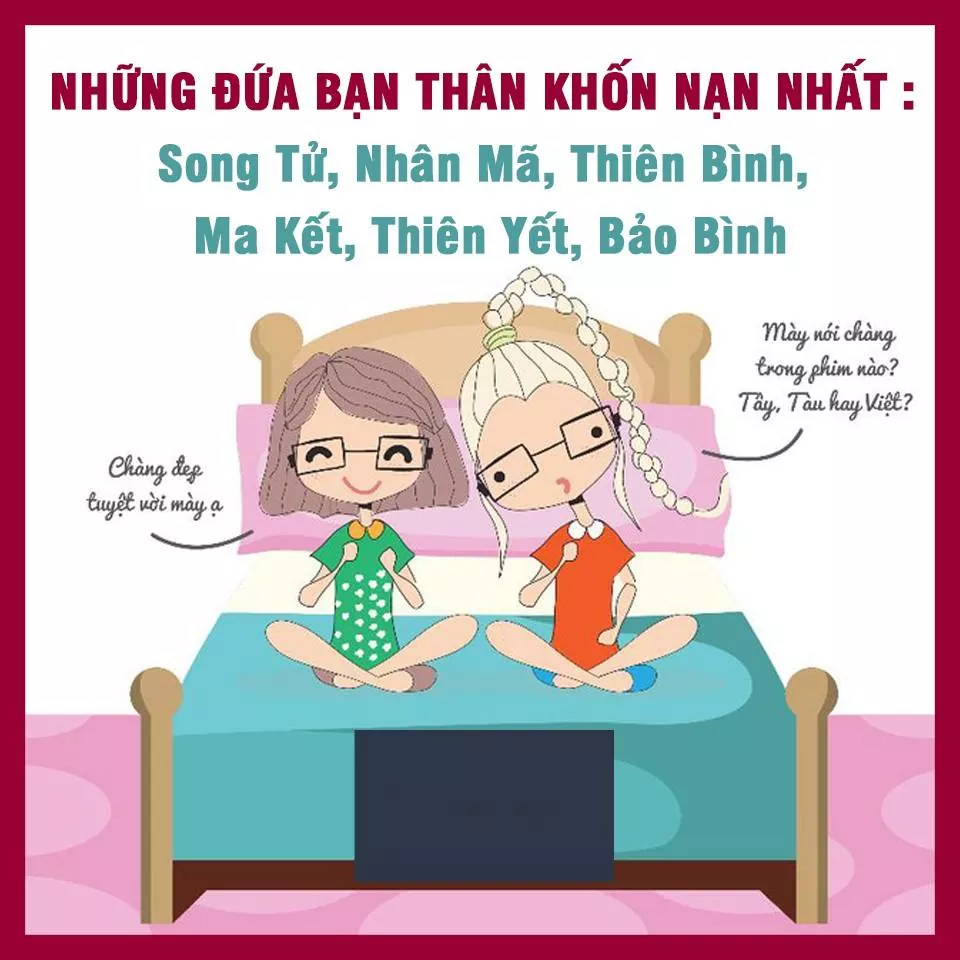 NHỮNG ĐỨA BẠN THÂN KHỐN NẠN NHẤT :
Song Tử, Nhân Mã, Thiên Bình,
Ma Kết, Thiên Yết, Bảo Bình
Mày nói chàng
trong phim nào?
Tây, Tàu hay Việt?
Chàng đẹp
tuyệt vời mày ạ